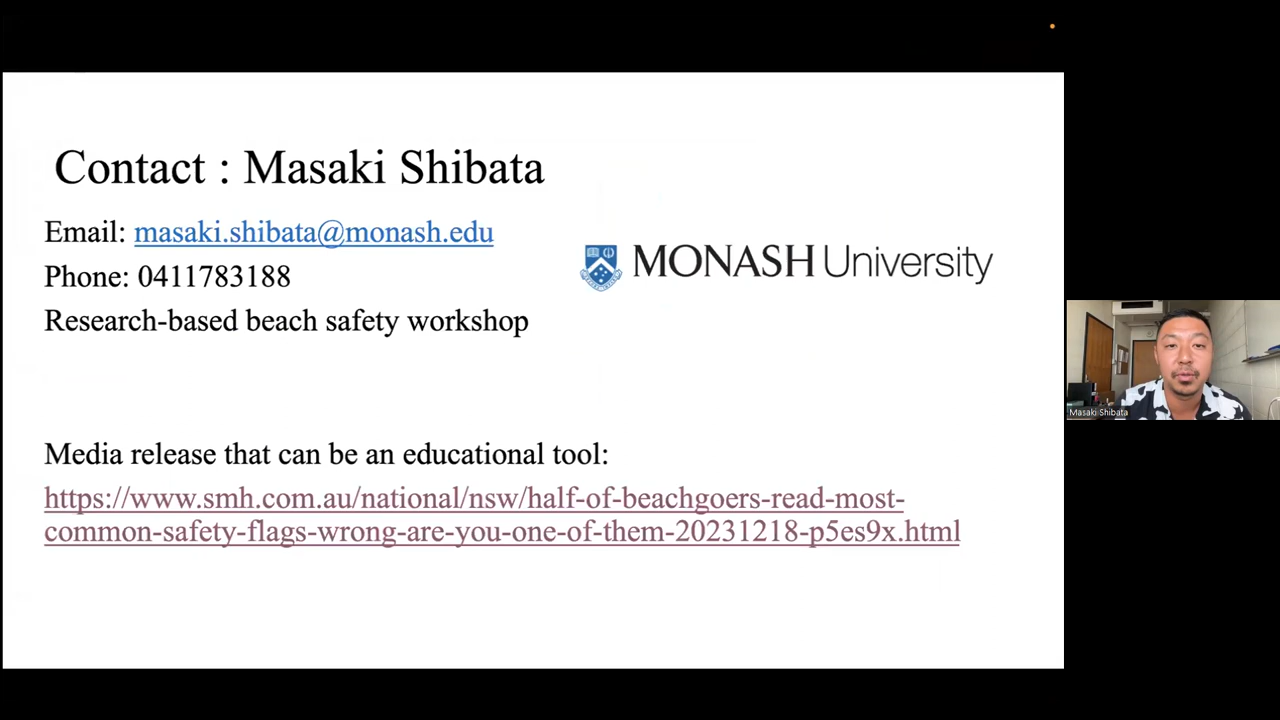 Contact : Masaki Shibata
Email: masaki.shibata@monash.edu
Phone: 0411783188
Research-based beach safety workshop
MONASH University
Media release that can be an educational tool:
https://www.smh.com.au/national/nsw/half-of-beachgoers-read-most-
common-safety-flags-wrong-are-you-one-of-them-20231218-p5es9x.html
Masaki Shibata